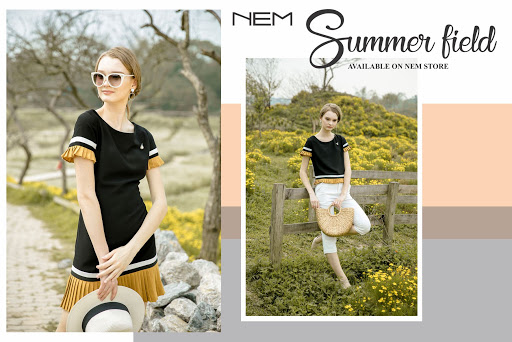 NEM
Summer field
AVAILABLE ON NEM STORE